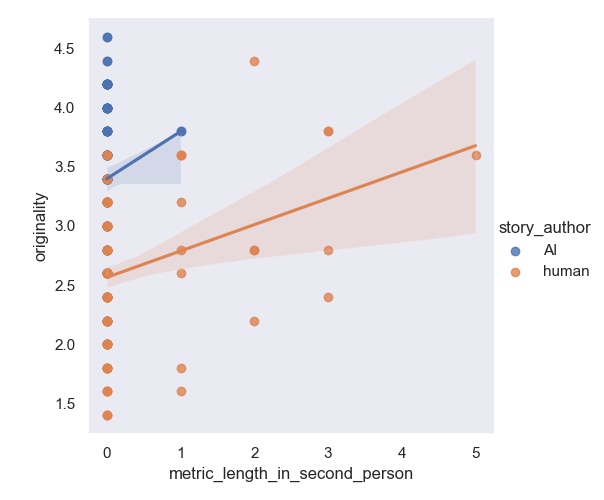 4.5
4.0
3.5
3.0
2.5
2.0
1.5
originality
0 1 2 3 4 5
metric_length_in_second_person
story_author
AI
human